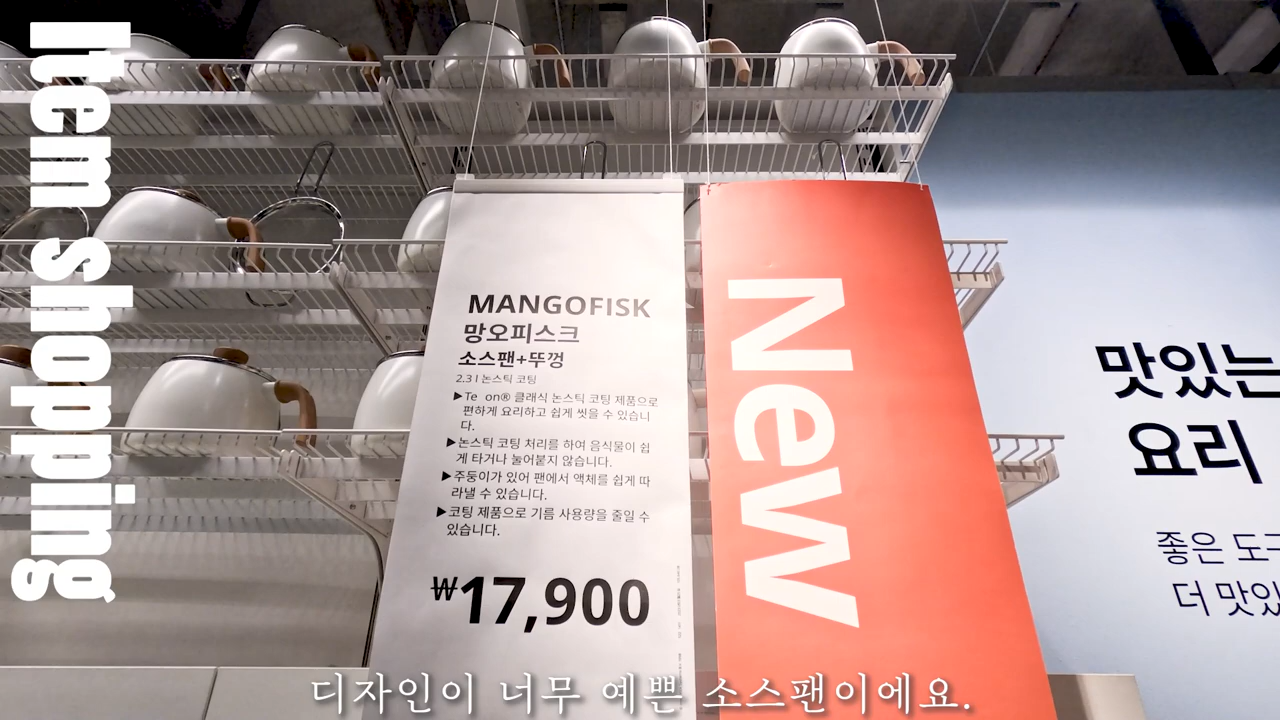 Item shopping
MANGOFISK
망오피스크
소스팬+뚜껑
2.3 l 논스틱 코팅
▶Te on® 클래식 논스틱 코팅 제품으로
편하게 요리하고 쉽게 씻을 수 있습니
다.
▶논스틱 코팅 처리를 하여 음식물이 쉽
게 타거나 눌어붙지 않습니다.
▶주둥이가 있어 팬에서 액체를 쉽게 따
라낼 수 있습니다.
▶코팅 제품으로 기름 사용량을 줄일 수
있습니다.
₩17,900
New
맛있는
요리
좋은 도구
더 맛있
디자인이 너무 예쁜 소스팬이에요.